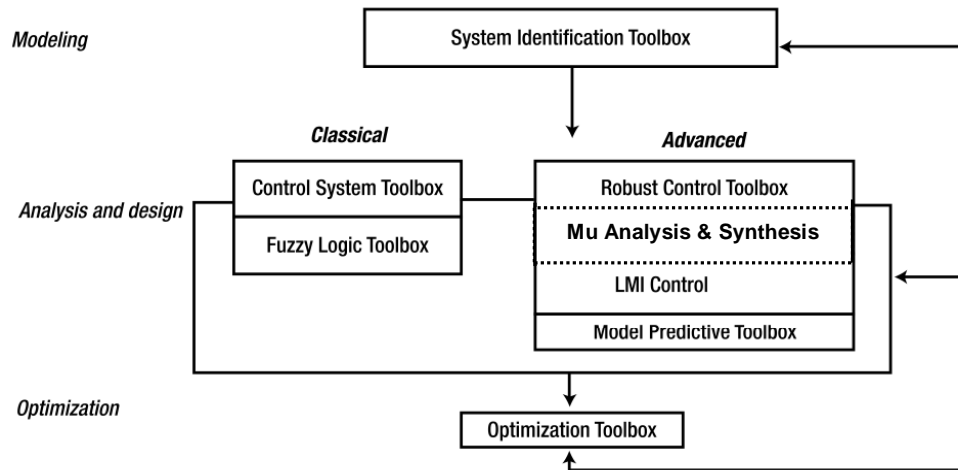 Modeling
System Identification Toolbox
Classical
Advanced
Analysis and design
Control System Toolbox
Fuzzy Logic Toolbox
Robust Control Toolbox
Mu Analysis & Synthesis
LMI Control
Model Predictive Toolbox
Optimization
Optimization Toolbox